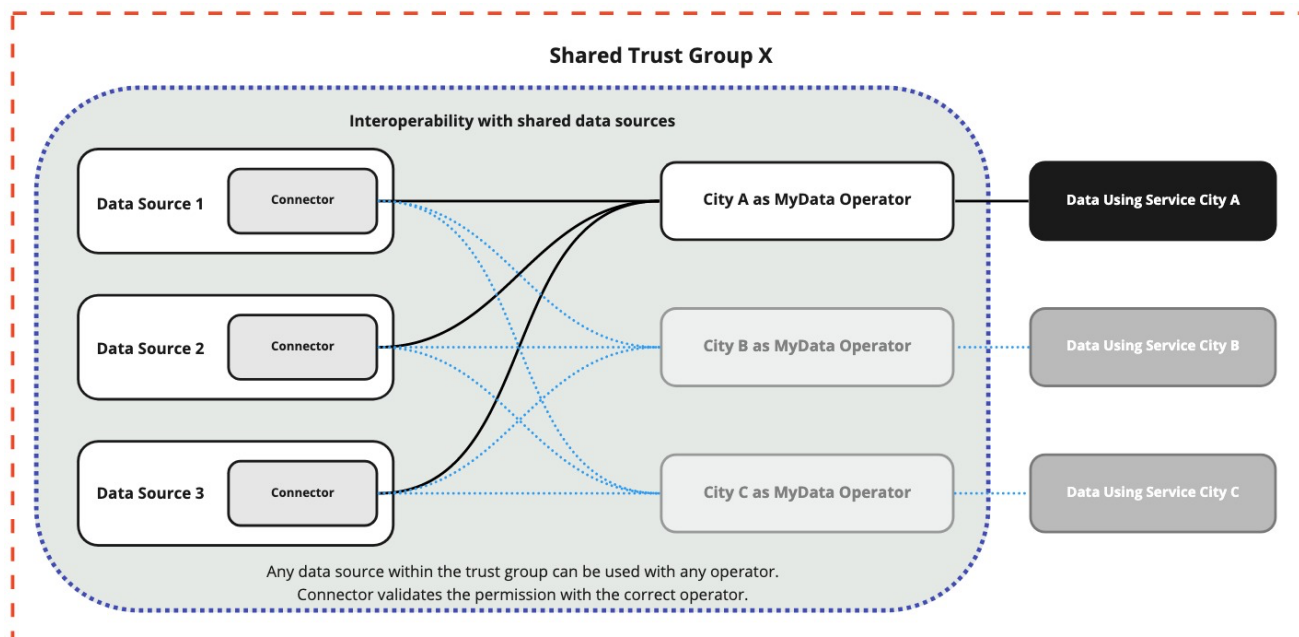 Shared Trust Group X
Interoperability with shared data sources
Data Source 1
Connector
City A as MyData Operator
Data Using Service City A
Data Source 2
Connector
City B as MyData Operator
Data Using Service City B
Data Source 3
Connector
City C as MyData Operator
Data Using Service City C
Any data source within the trust group can be used with any operator.
Connector validates the permission with the correct operator.